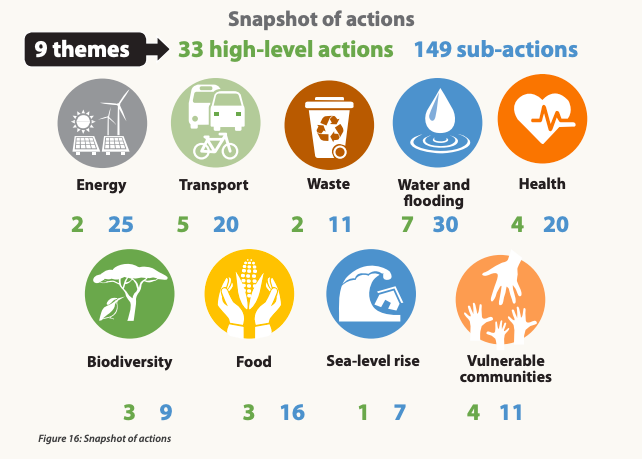 Snapshot of actions
9 themes 33 high-level actions 149 sub-actions
Energy Transport Waste Water and flooding Health
2 25 5 20 2 11 7 30 4 20
Biodiversity Food Sea-level rise Vulnerable communities
3 9 3 16 1 7 4 11
Figure 16: Snapshot of actions